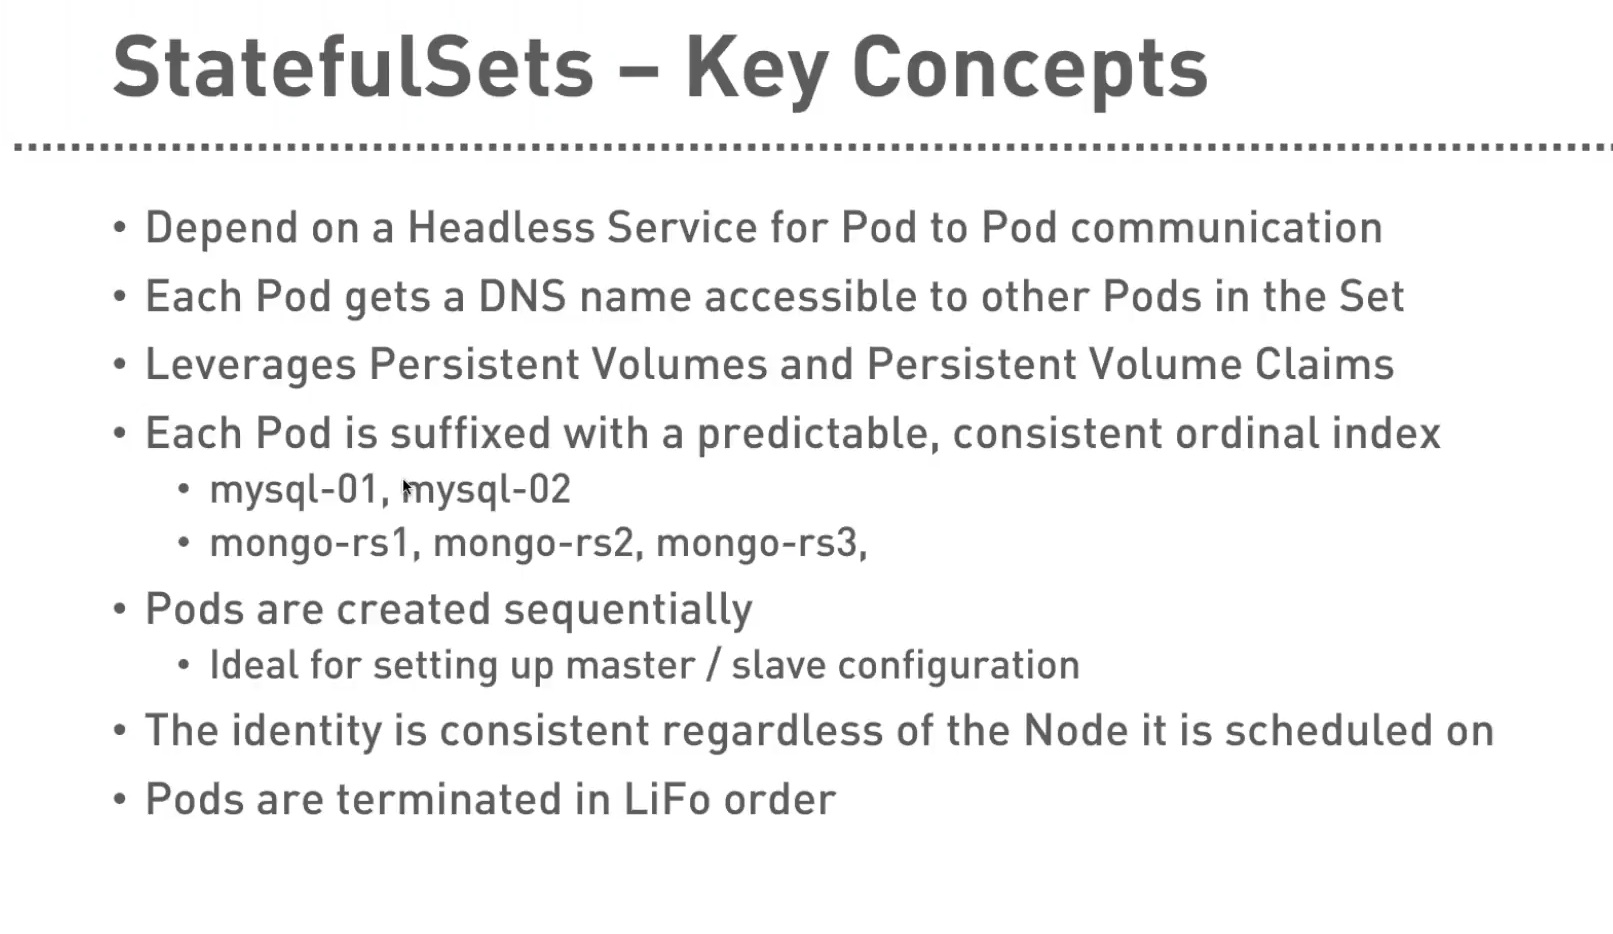 StatefulSets – Key Concepts
• Depend on a Headless Service for Pod to Pod communication
• Each Pod gets a DNS name accessible to other Pods in the Set
• Leverages Persistent Volumes and Persistent Volume Claims
• Each Pod is suffixed with a predictable, consistent ordinal index
• mysql-01, mysql-02
• mongo-rs1, mongo-rs2, mongo-rs3,
• Pods are created sequentially
• Ideal for setting up master / slave configuration
• The identity is consistent regardless of the Node it is scheduled on
• Pods are terminated in LiFo order